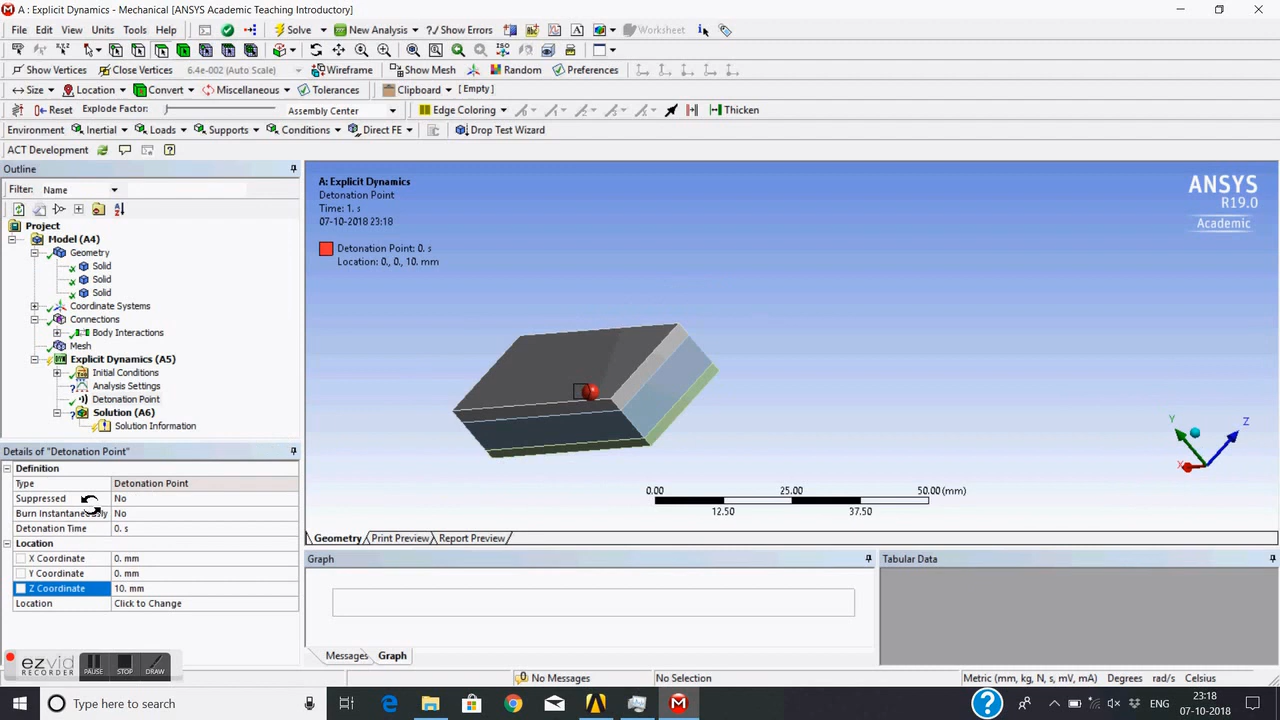 A : Explicit Dynamics - Mechanical [ANSYS Academic Teaching Introductory]
File Edit View Units Tools Help Solve New Analysis Show Errors Worksheet
Show Vertices Close Vertices 6.4e-002 (Auto Scale) Wireframe Show Mesh Random Preferences
Size Location Convert Miscellaneous Tolerances Clipboard [Empty]
Reset Explode Factor: Assembly Center Edge Coloring Thicken
Environment Inertial Loads Supports Conditions Direct FE Drop Test Wizard
ACT Development
Outline
Filter: Name
Project
Model (A4)
Geometry
Solid
Solid
Solid
Coordinate Systems
Connections
Body Interactions
Mesh
Explicit Dynamics (A5)
Initial Conditions
Analysis Settings
Detonation Point
Solution (A6)
Solution Information
Details of "Detonation Point"
Definition
Type Detonation Point
Suppressed No
Burn Instantaneously No
Detonation Time 0. s
Location
X Coordinate 0. mm
Y Coordinate 0. mm
Z Coordinate 10. mm
Location Click to Change
A: Explicit Dynamics
Detonation Point
Time: 1. s
07-10-2018 23:18
Detonation Point: 0. s
Location: 0., 0., 10. mm
ANSYS
R19.0
Academic
Y
Z
X
0.00 25.00 50.00 (mm)
12.50 37.50
Geometry Print Preview Report Preview
Graph
Tabular Data
Messages Graph
ezvid
RECORDER
PAUSE STOP DRAW
0 No Messages No Selection Metric (mm, kg, N, s, mV, mA) Degrees rad/s Celsius
Type here to search
ENG
23:18
07-10-2018